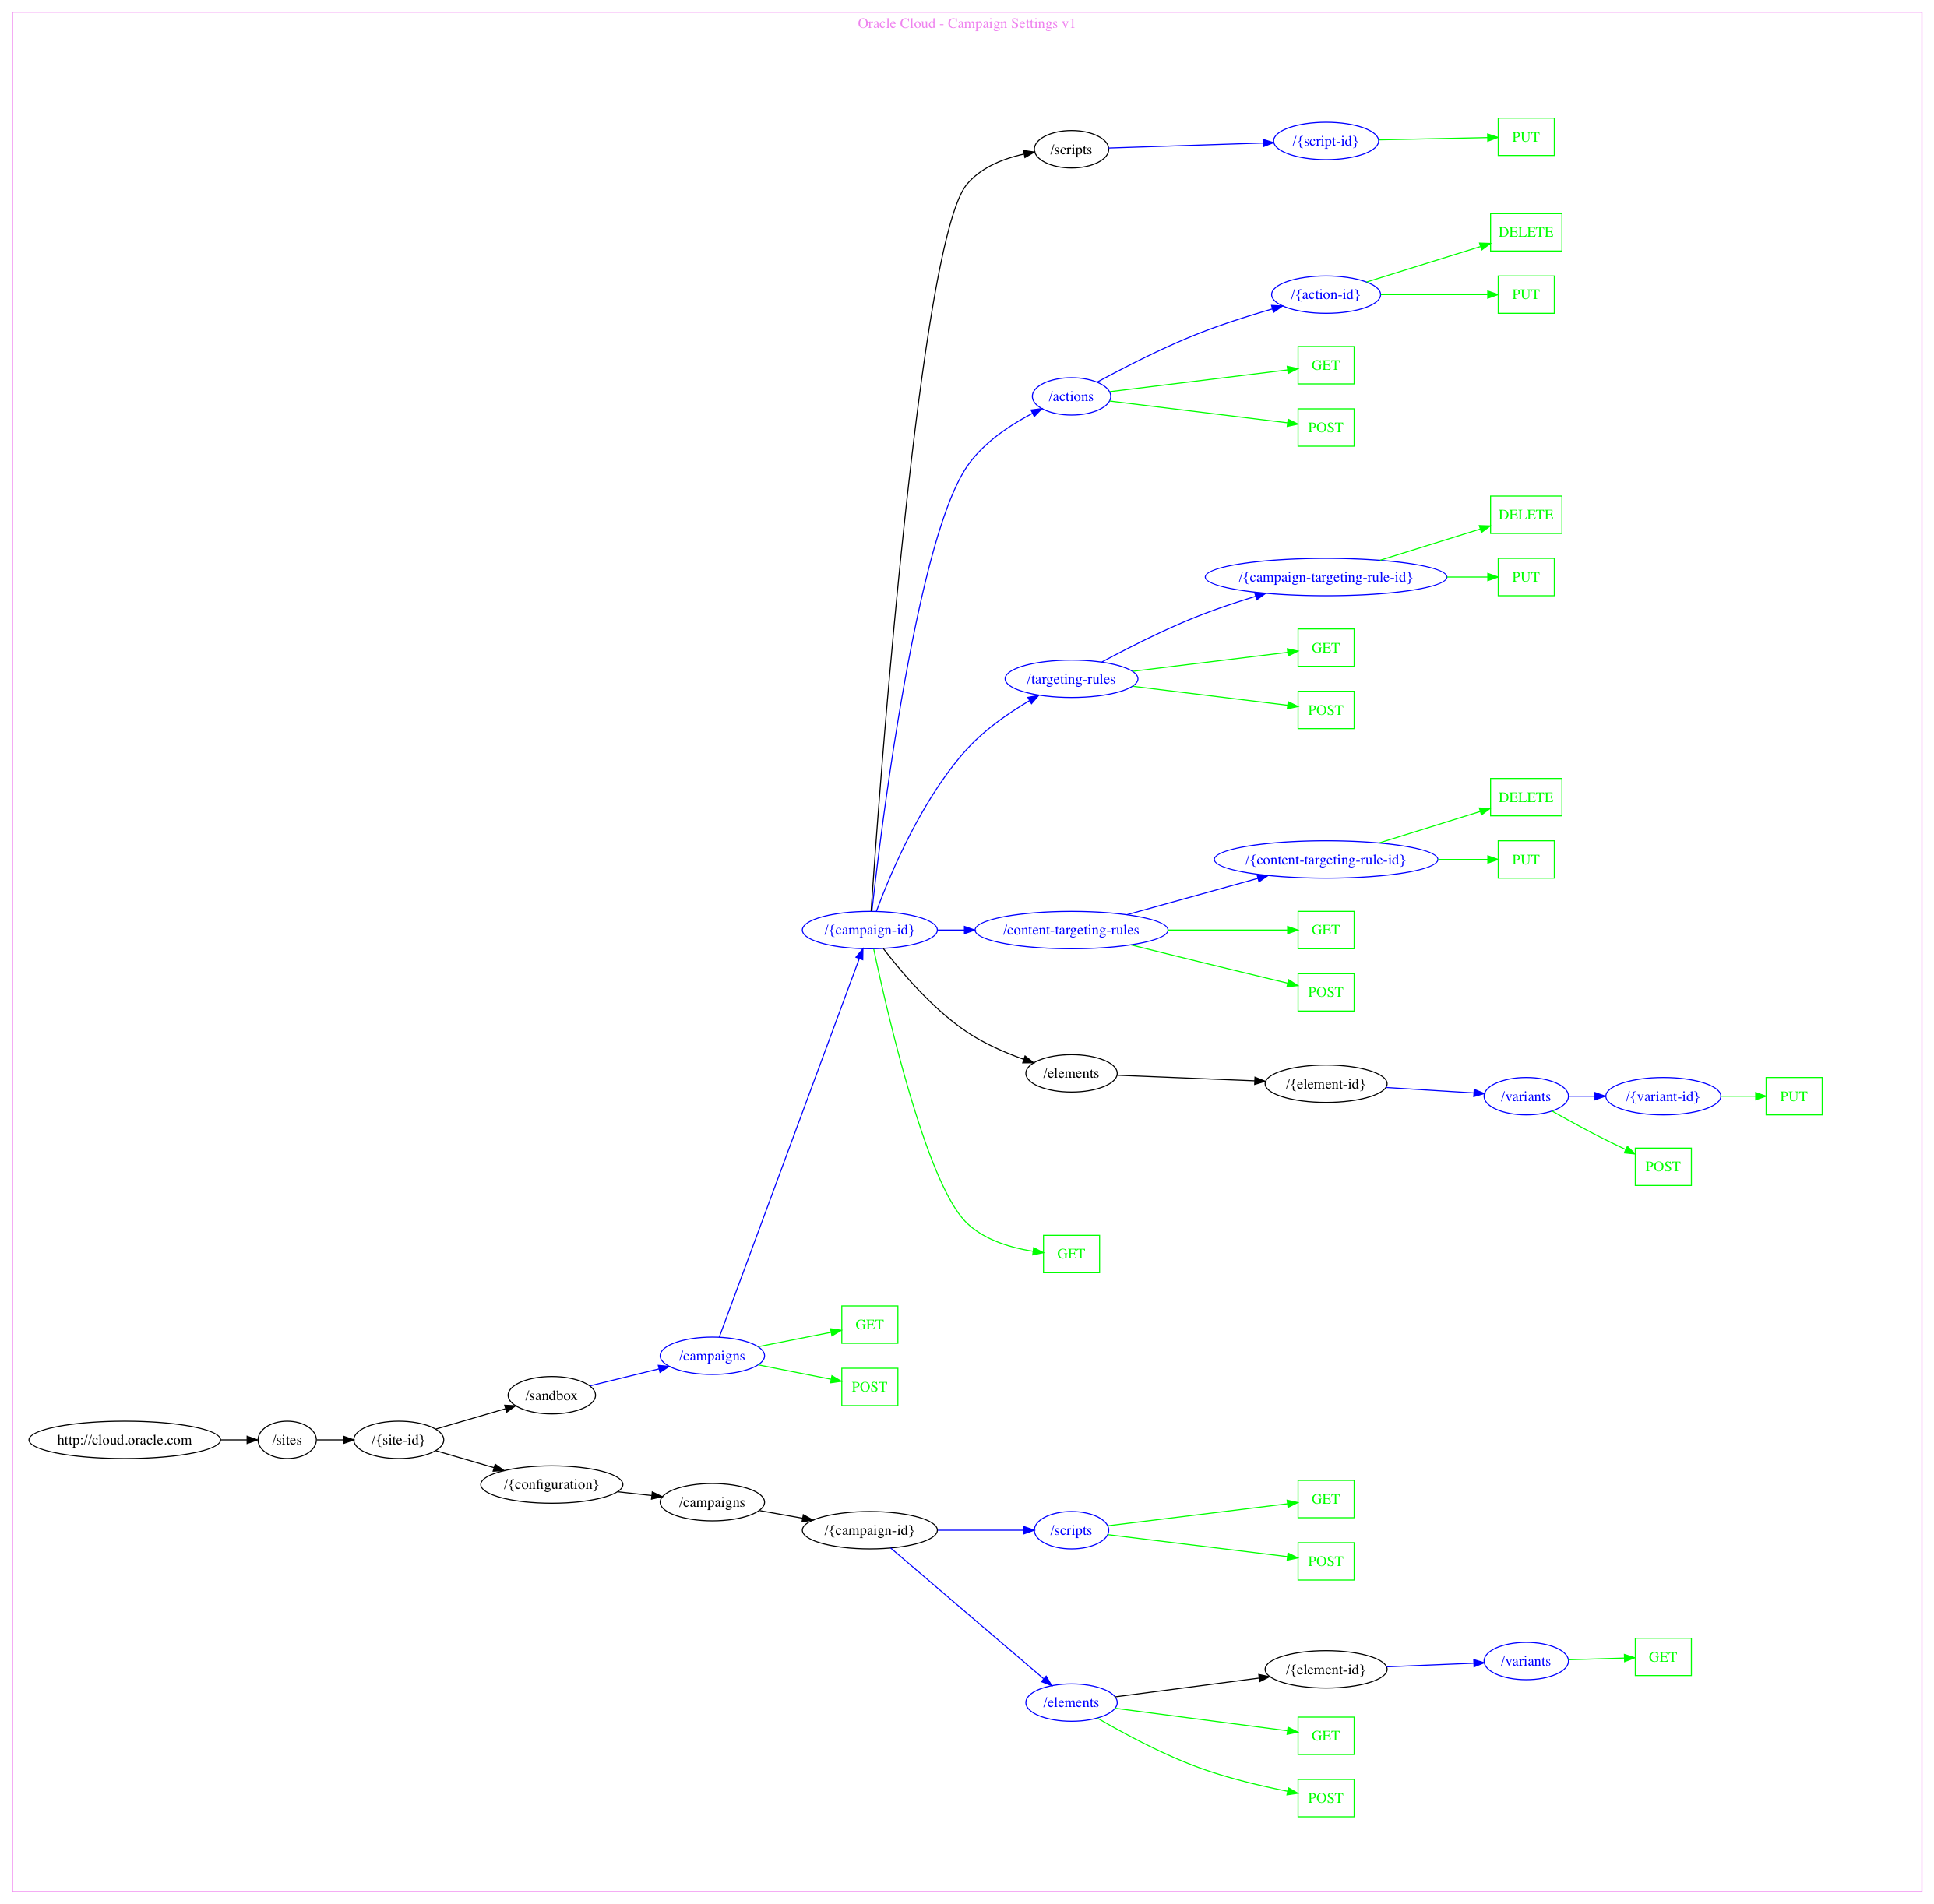 Oracle Cloud - Campaign Settings v1
/scripts
/{script-id}
PUT
DELETE
/{action-id}
PUT
GET
/actions
POST
DELETE
/{campaign-targeting-rule-id}
PUT
GET
/targeting-rules
POST
DELETE
/{content-targeting-rule-id}
PUT
/{campaign-id}
/content-targeting-rules
GET
POST
/elements
/{element-id}
/variants
/{variant-id}
PUT
POST
GET
GET
/campaigns
POST
/sandbox
http://cloud.oracle.com
/sites
/{site-id}
/{configuration}
/campaigns
/{campaign-id}
/scripts
GET
POST
/{element-id}
/variants
GET
/elements
GET
POST